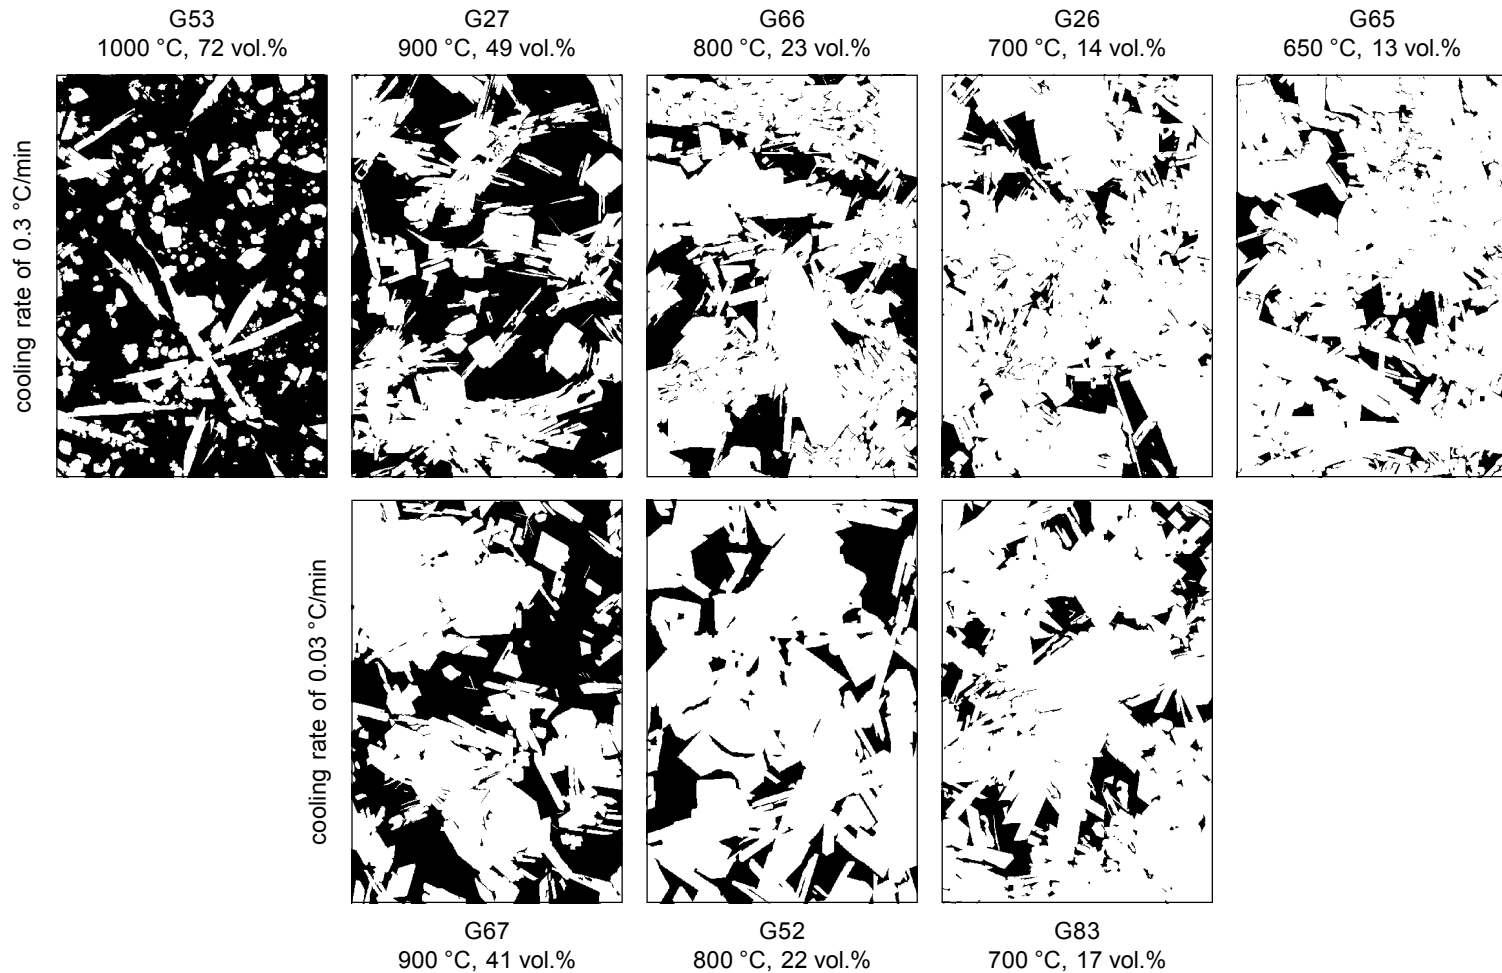 G53
1000 °C, 72 vol.%
G27
900 °C, 49 vol.%
G66
800 °C, 23 vol.%
G26
700 °C, 14 vol.%
G65
650 °C, 13 vol.%
cooling rate of 0.3 °C/min
cooling rate of 0.03 °C/min
G67
900 °C, 41 vol.%
G52
800 °C, 22 vol.%
G83
700 °C, 17 vol.%